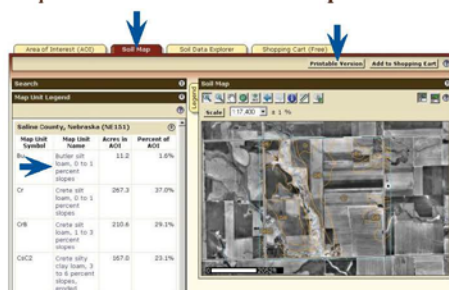 Area of Interest (AOI)
Soil Map
Soil Data Explorer
Shopping Cart (Free)
Printable Version
Add to Shopping Cart
Search
Map Unit Legend
Saline County, Nebraska (NE151)
Map Unit Symbol
Map Unit Name
Acres in AOI
Percent of AOI
Butler silt loam, 0 to 1 percent slopes
11.2
1.6%
Cr
Crete silt loam, 0 to 1 percent slopes
267.3
37.0%
CrB
Crete silt loam, 1 to 3 percent slopes
210.6
29.1%
CsC2
Crete silty clay loam, 3 to 6 percent slopes, eroded
167.0
23.1%
Legend
Soil Map
Scale
1:17,400
± 1 %